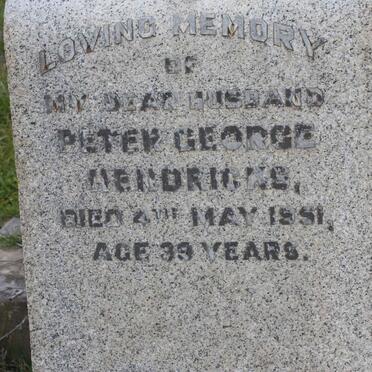 LOVING MEMORY
OF
MY DEAR HUSBAND
PETER GEORGE
HENDRICKS,
DIED 4TH MAY 1951,
AGE 39 YEARS.